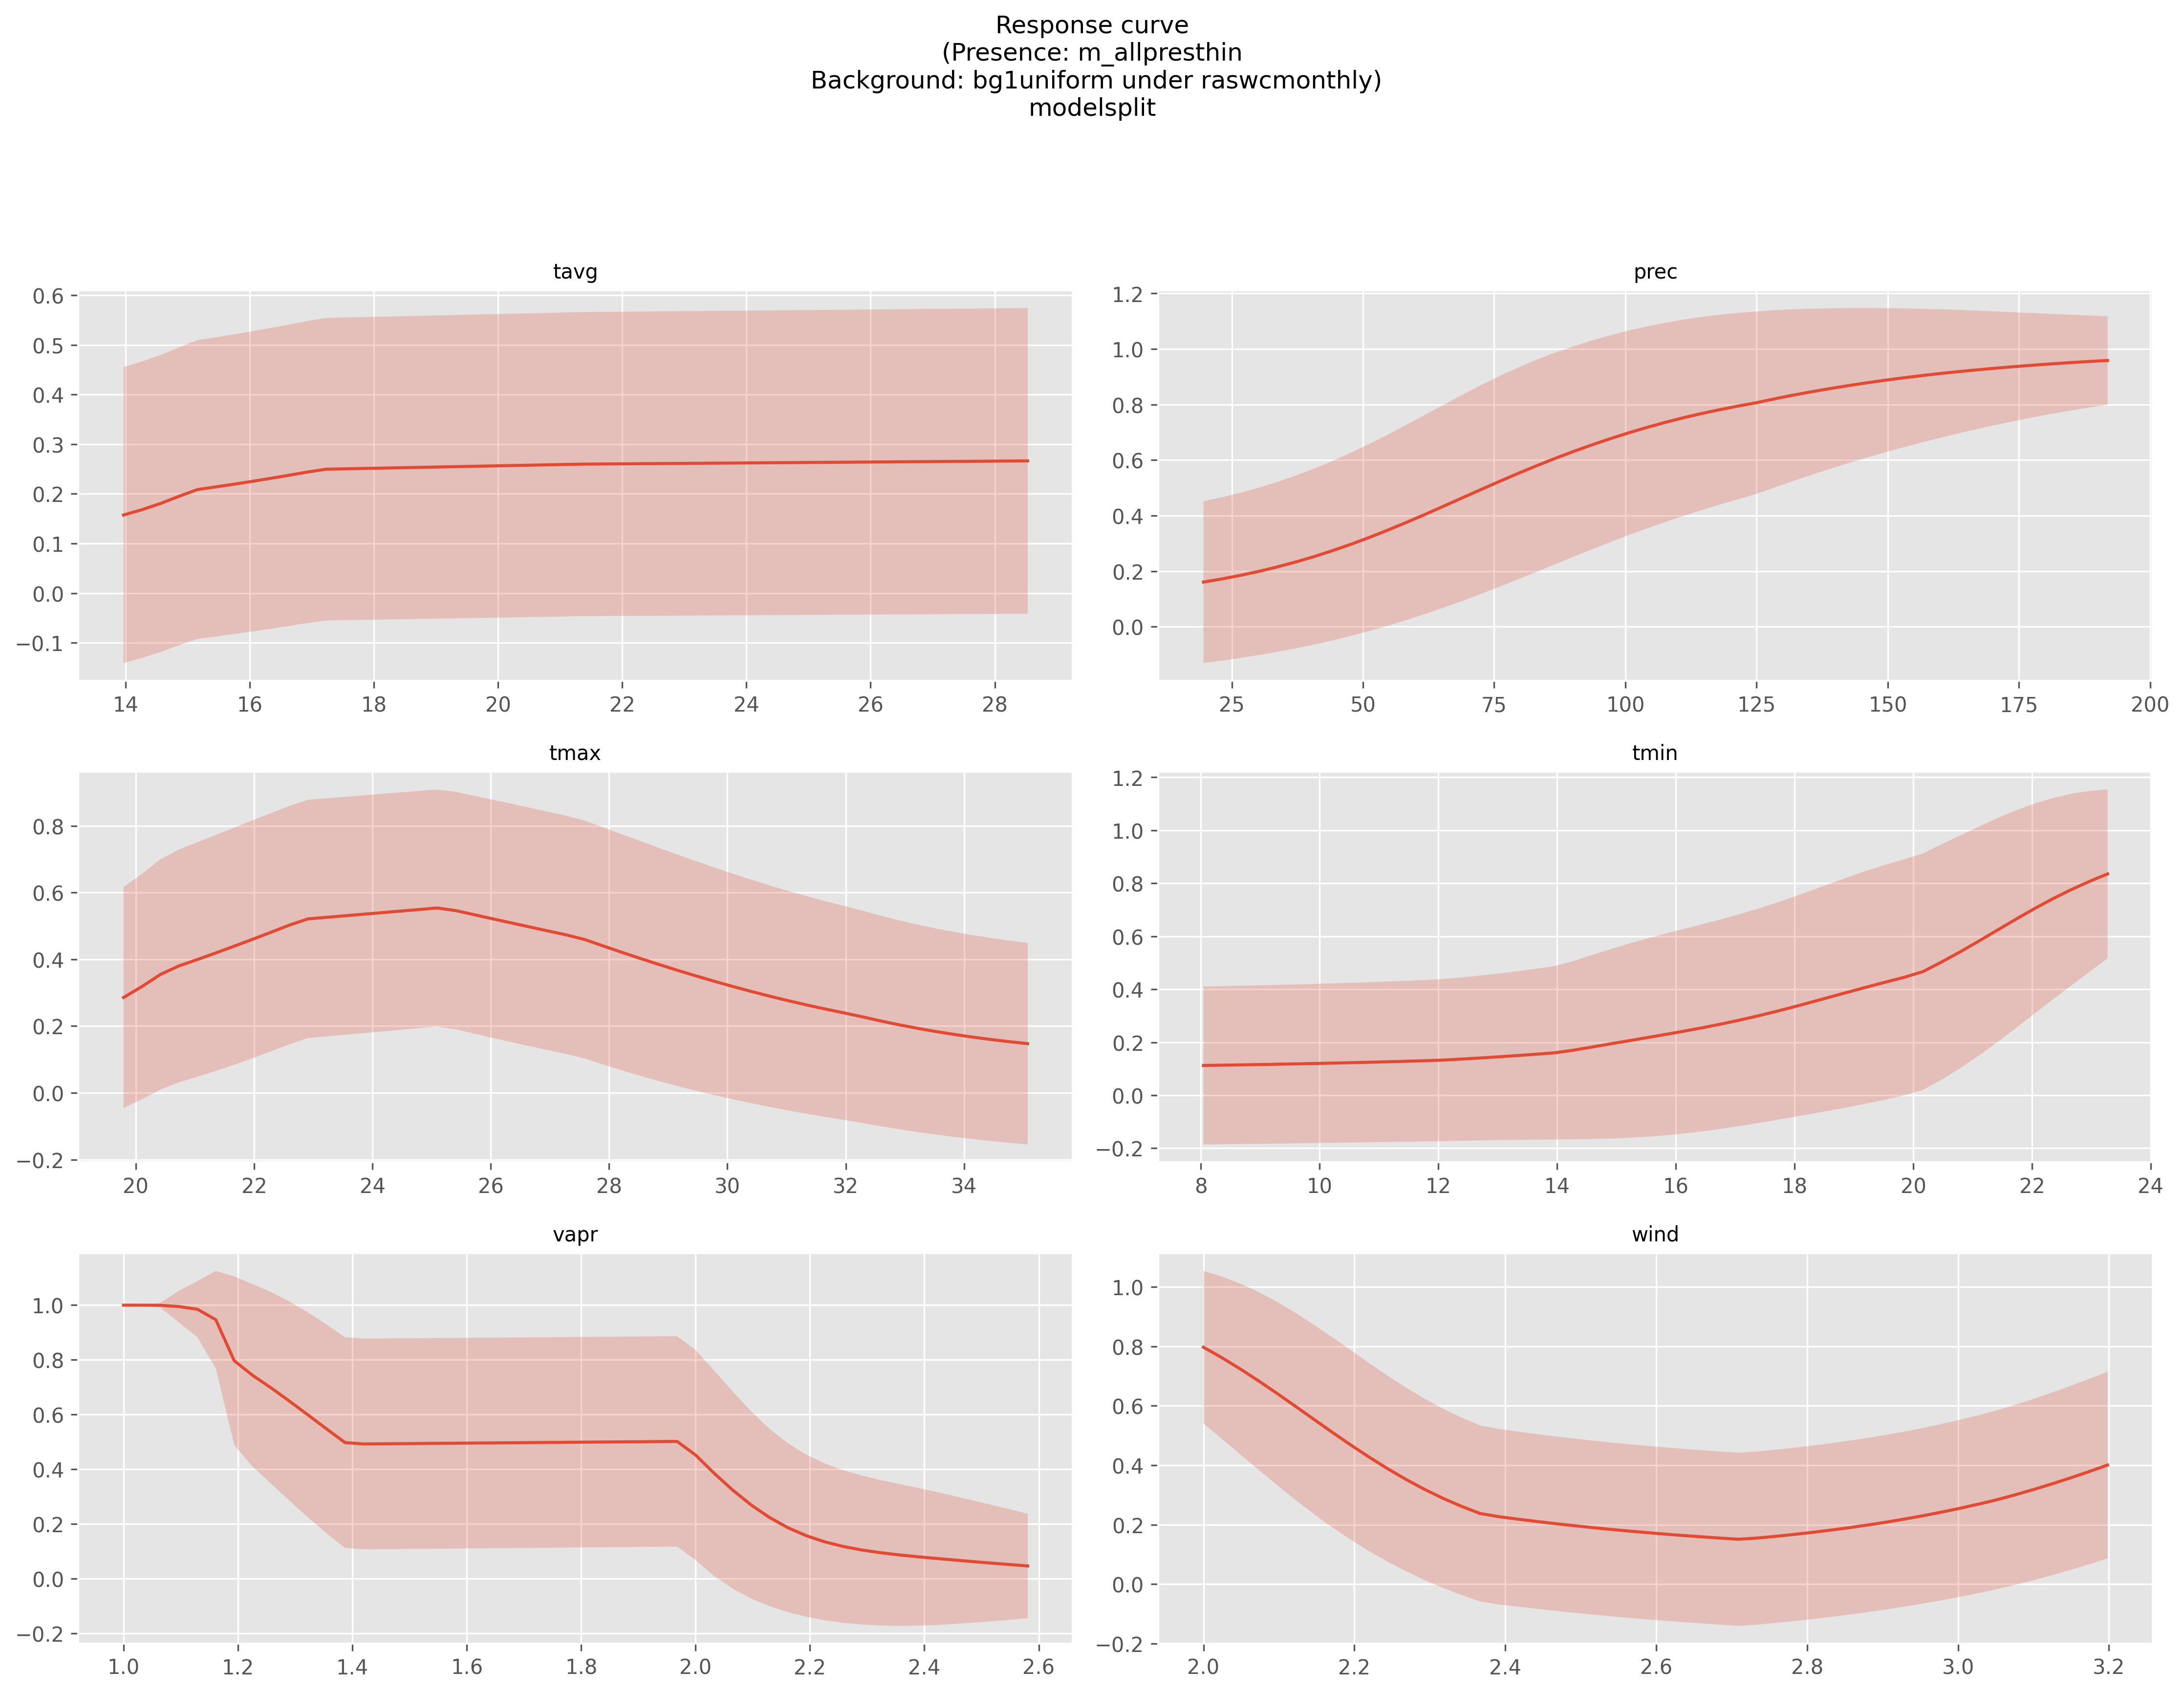 Response curve
(Presence: m_allpresthin
Background: bg1uniform under raswcmonthly)
modelsplit
tavg
0.6
0.5
0.4
0.3
0.2
0.1
0.0
−0.1
14 16 18 20 22 24 26 28
prec
1.2
1.0
0.8
0.6
0.4
0.2
0.0
25 50 75 100 125 150 175 200
tmax
0.8
0.6
0.4
0.2
0.0
−0.2
20 22 24 26 28 30 32 34
tmin
1.2
1.0
0.8
0.6
0.4
0.2
0.0
−0.2
8 10 12 14 16 18 20 22 24
vapr
1.0
0.8
0.6
0.4
0.2
0.0
−0.2
1.0 1.2 1.4 1.6 1.8 2.0 2.2 2.4 2.6
wind
1.0
0.8
0.6
0.4
0.2
0.0
−0.2
2.0 2.2 2.4 2.6 2.8 3.0 3.2